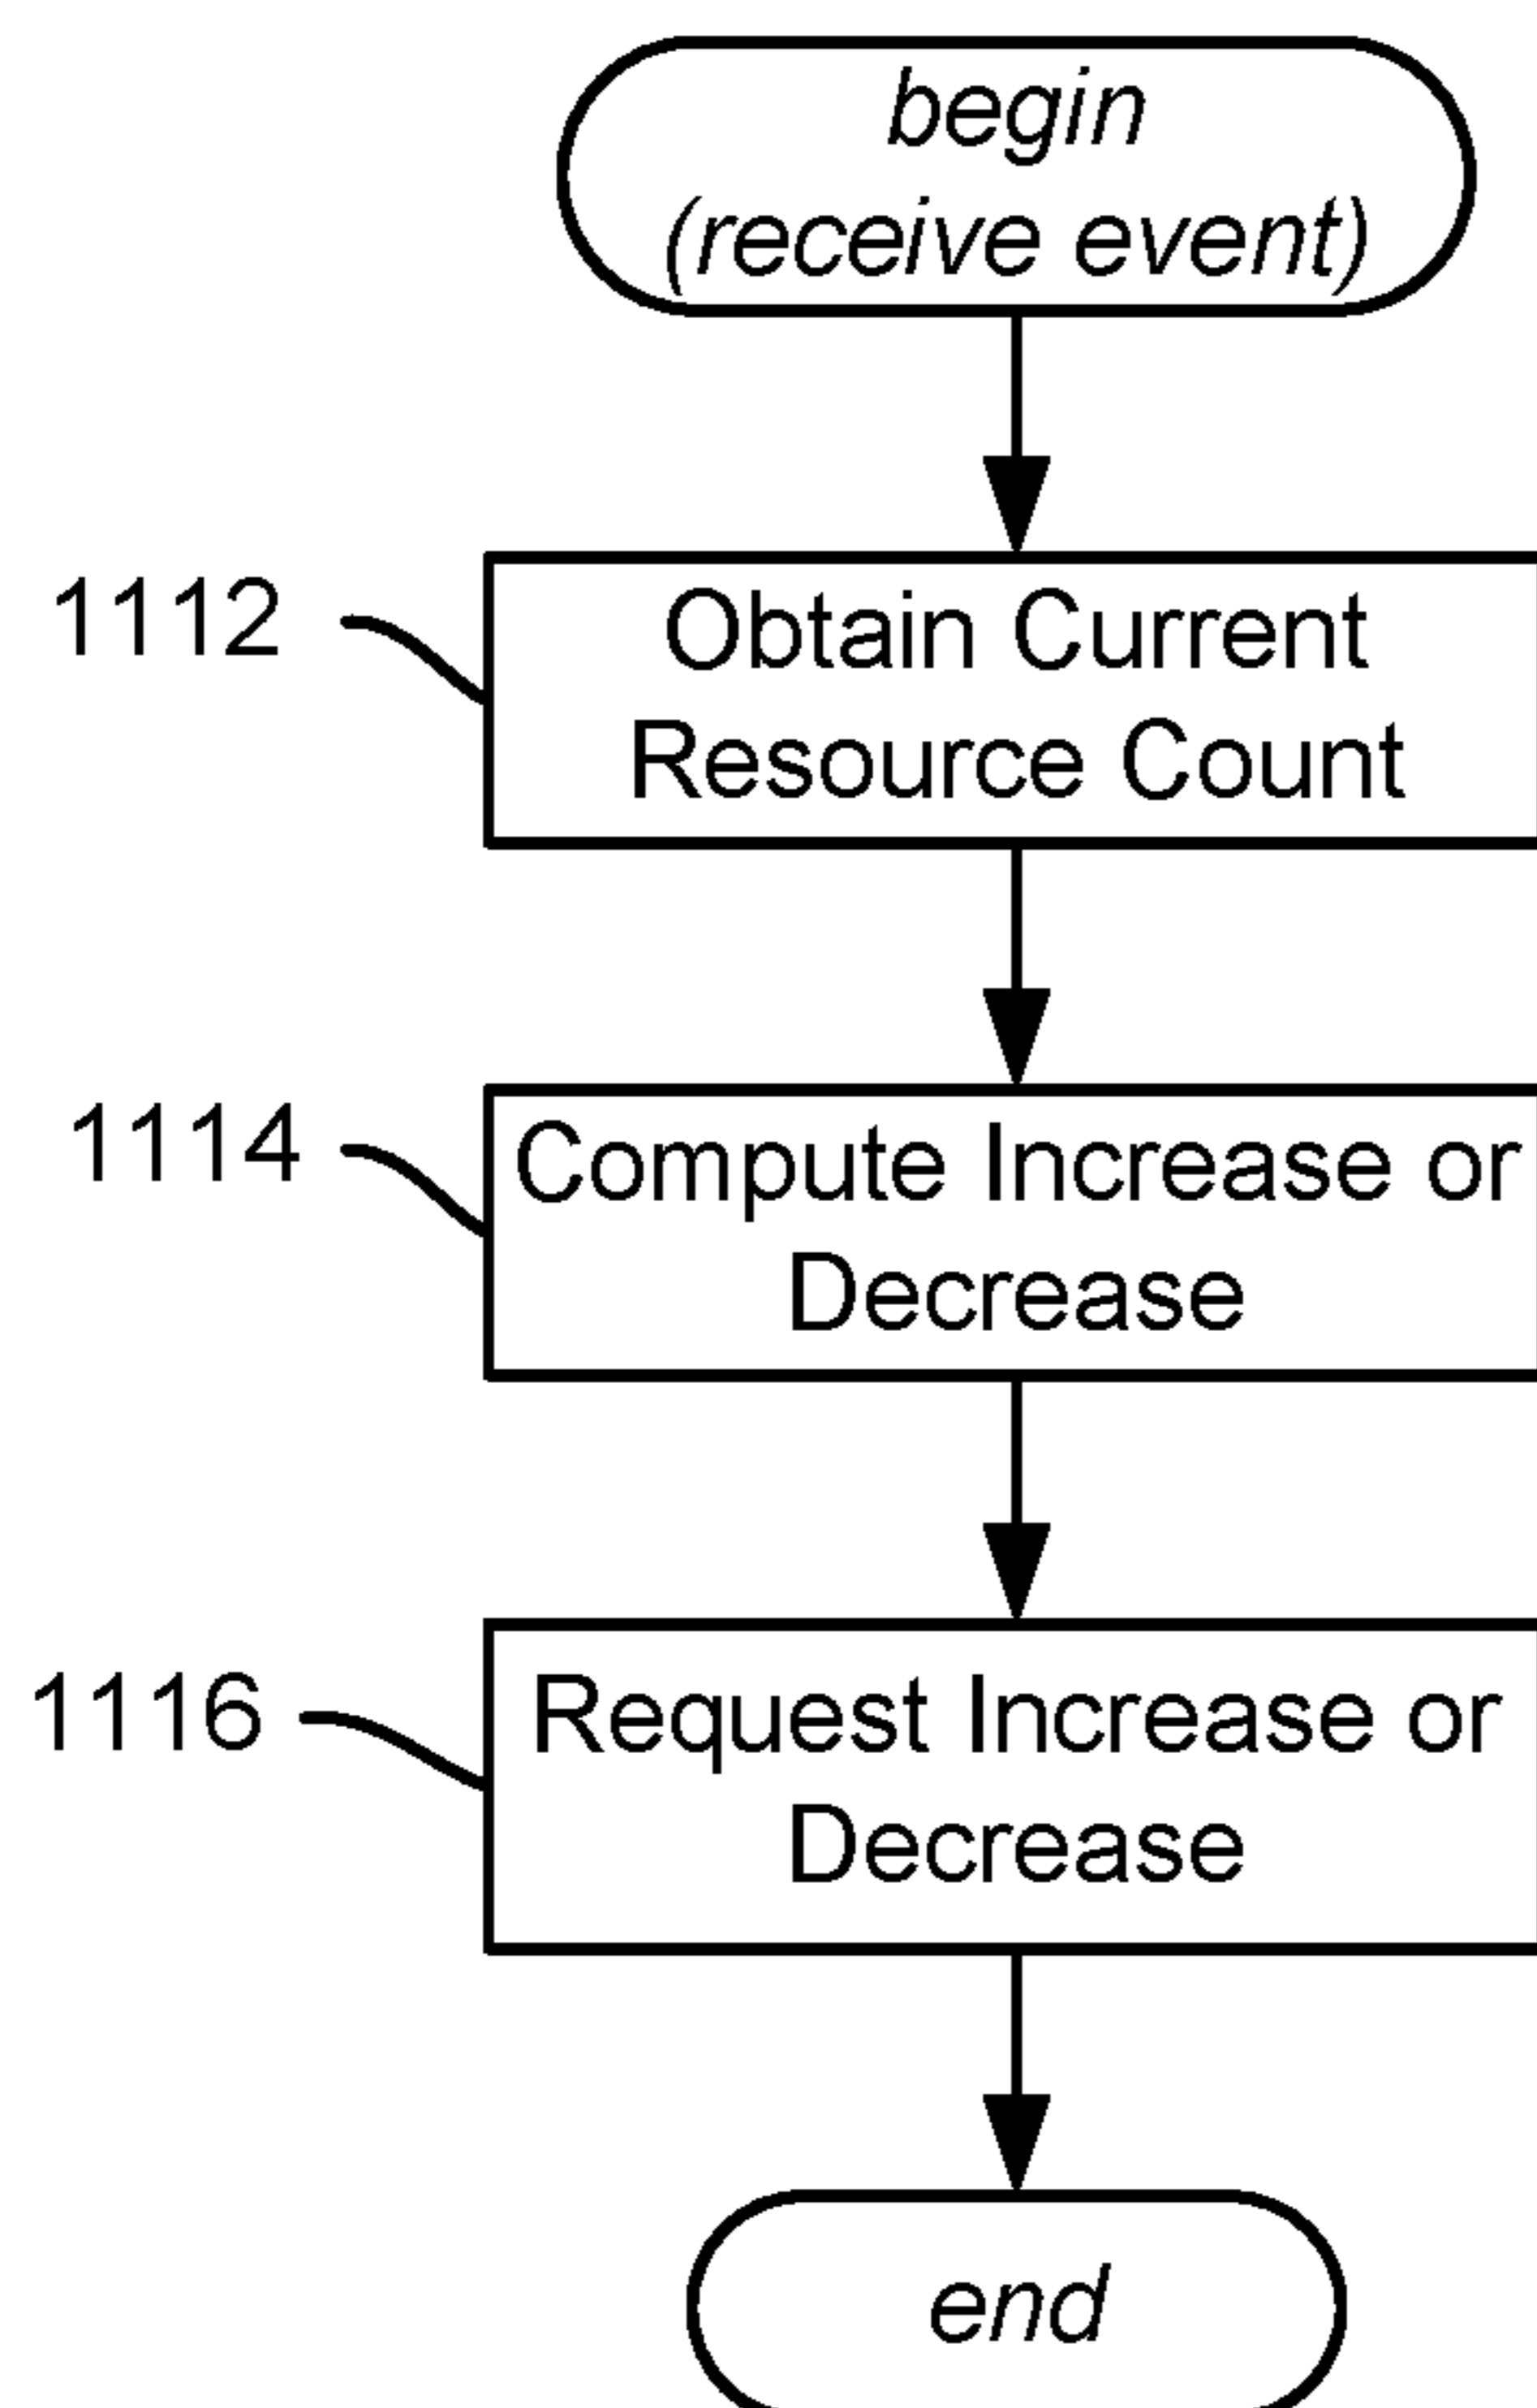 begin
(receive event)
1112
Obtain Current
Resource Count
1114
Compute Increase or
Decrease
1116
Request Increase or
Decrease
end